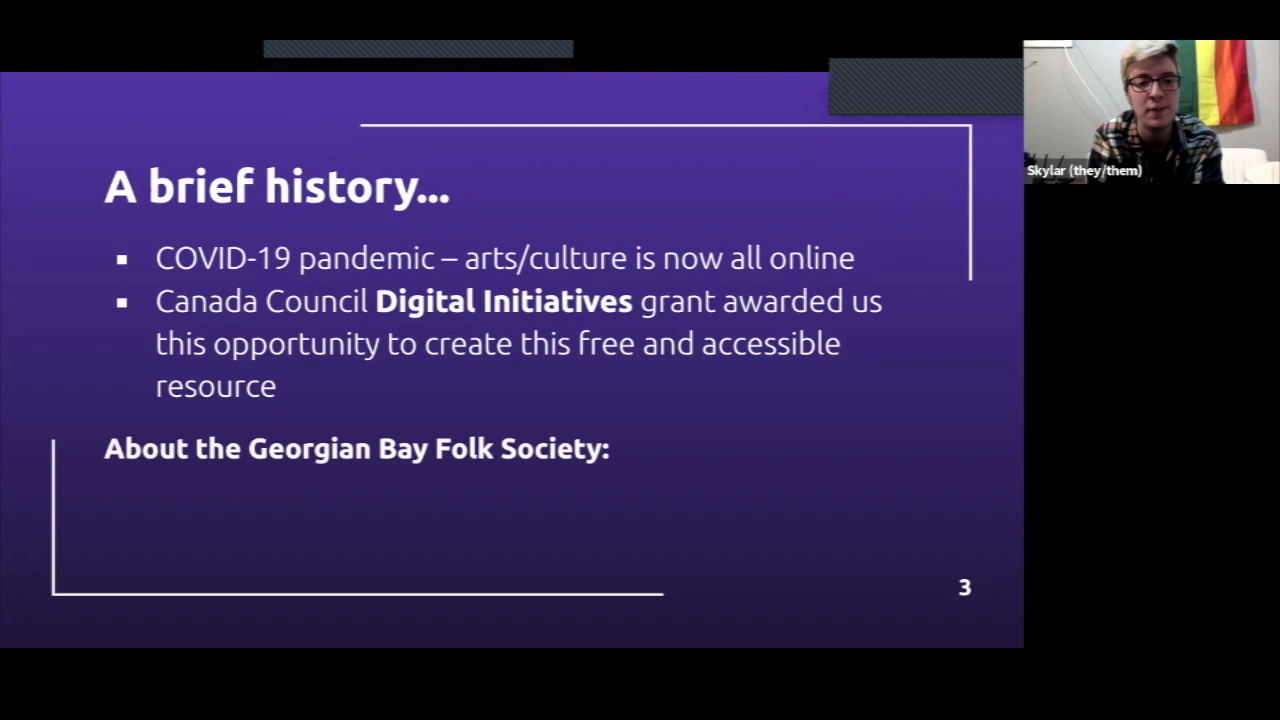 A brief history...
▪ COVID-19 pandemic – arts/culture is now all online
▪ Canada Council Digital Initiatives grant awarded us
this opportunity to create this free and accessible
resource
About the Georgian Bay Folk Society:
3
Skylar (they/them)